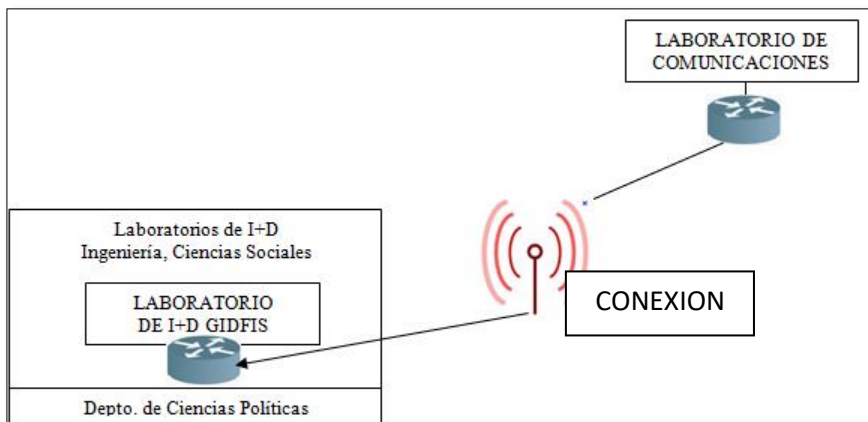 LABORATORIO DE
COMUNICACIONES
Laboratorios de I+D
Ingeniería, Ciencias Sociales
LABORATORIO
DE I+D GIDFIS
CONEXION
Depto. de Ciencias Políticas